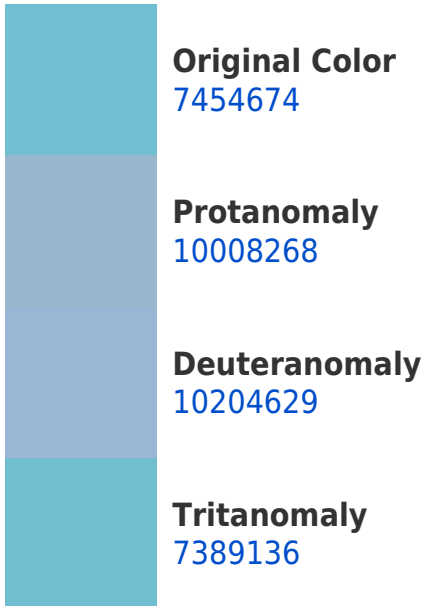 Original Color
7454674
Protanomaly
10008268
Deuteranomaly
10204629
Tritanomaly
7389136